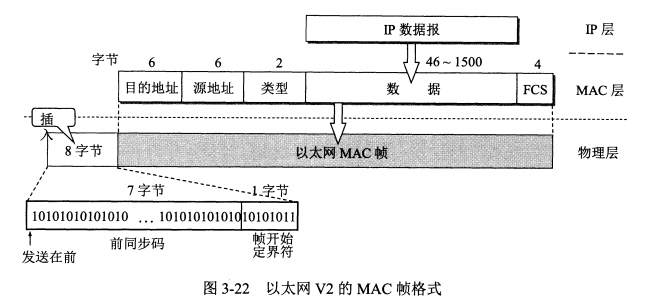 IP 数据报
IP 层
字节
6
6
2
46~1500
4
目的地址
源地址
类型
数 据
FCS
MAC 层
插
入
8 字节
以太网 MAC 帧
物理层
7 字节
1 字节
10101010101010 … 10101010101010101011
前同步码
帧开始
定界符
发送在前
图 3-22 以太网 V2 的 MAC 帧格式